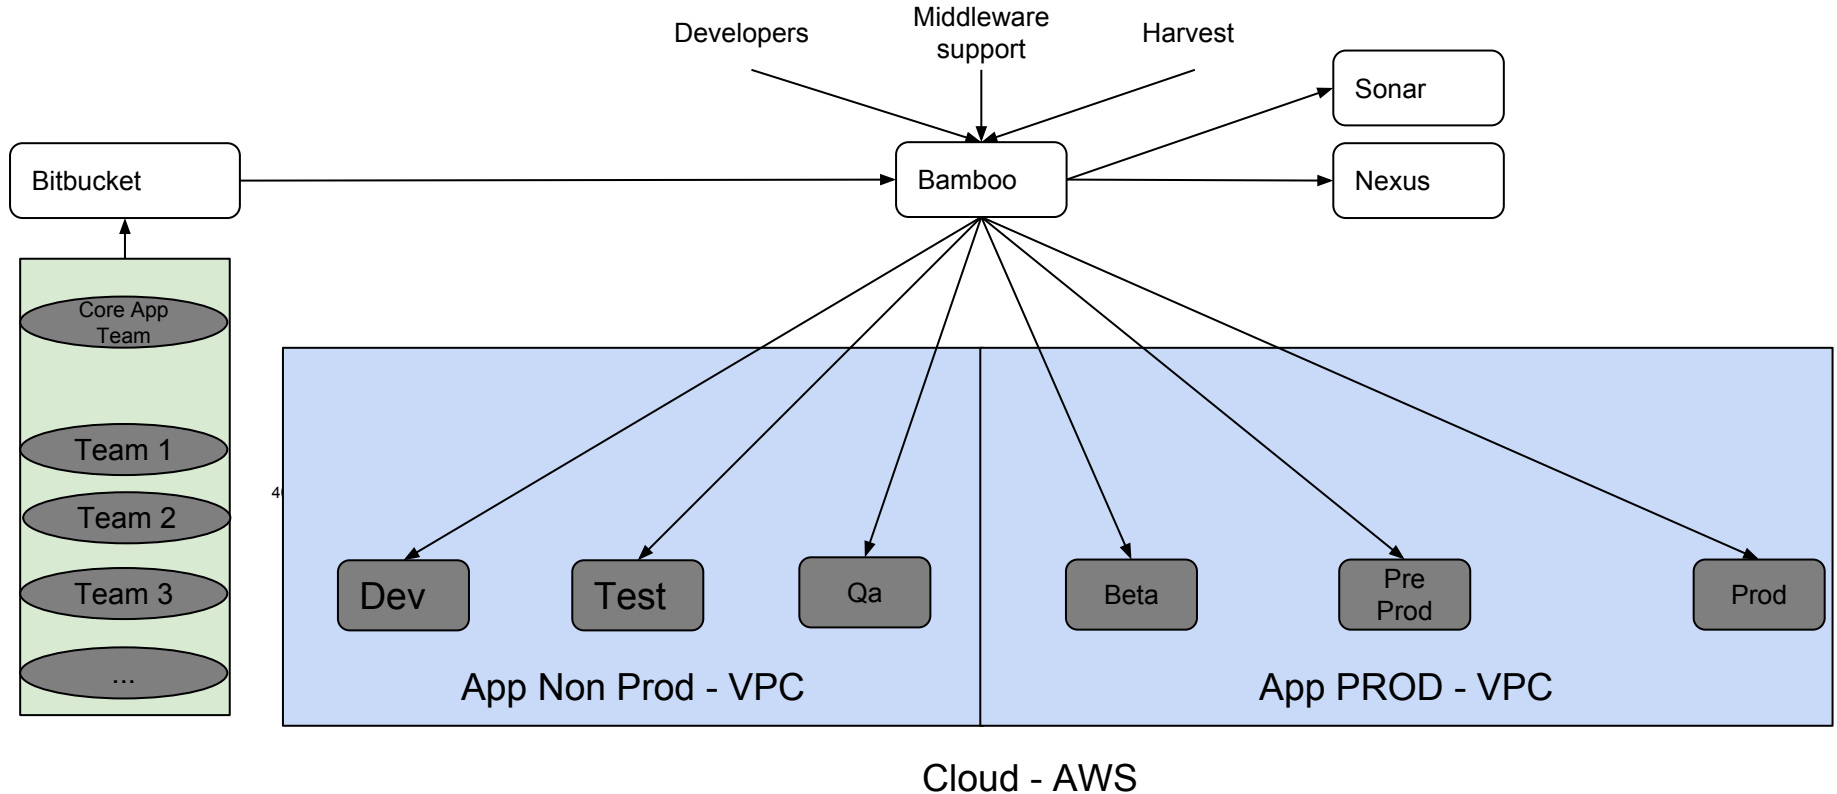 Developers
Middleware
support
Harvest
Sonar
Bitbucket
Bamboo
Nexus
Core App
Team
Team 1
Team 2
Team 3
...
Dev
Test
Qa
Beta
Pre
Prod
Prod
App Non Prod - VPC
App PROD - VPC
Cloud - AWS